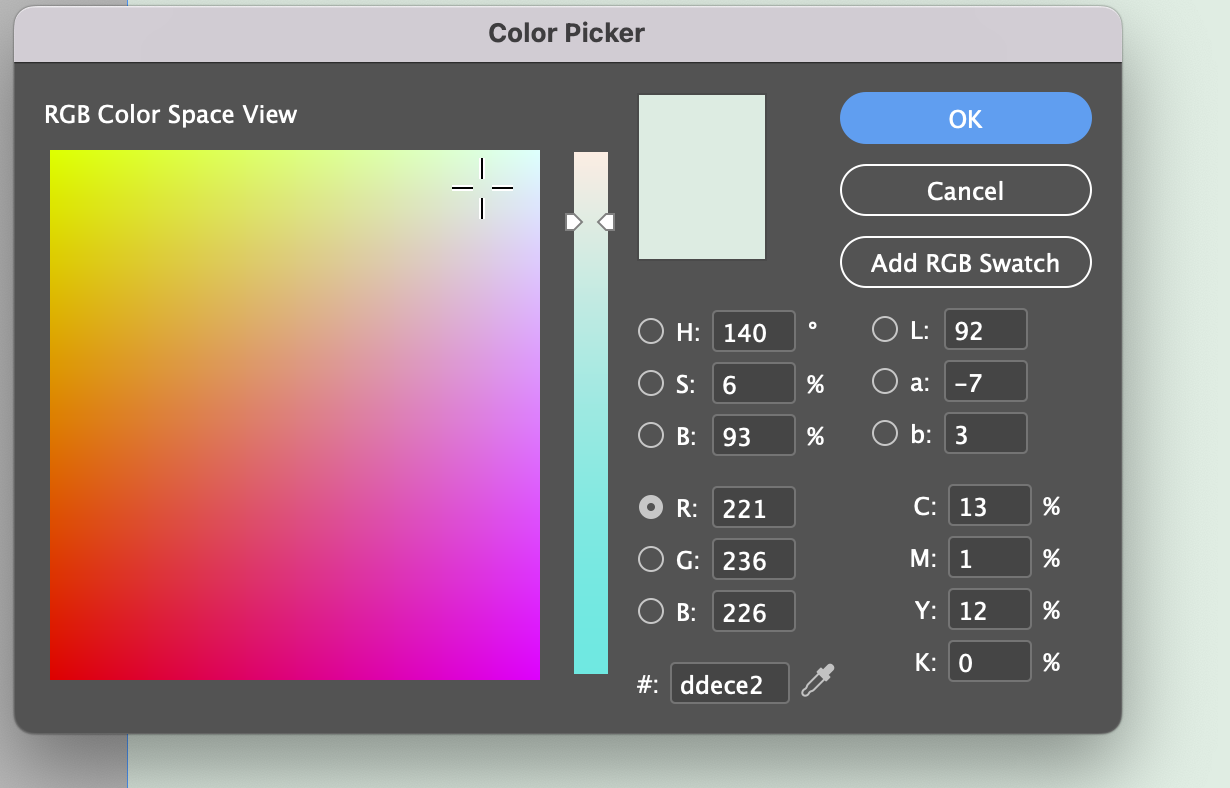 Color Picker
RGB Color Space View
OK
Cancel
Add RGB Swatch
H: 140 °
S: 6 %
B: 93 %
L: 92
a: -7
b: 3
R: 221
G: 236
B: 226
C: 13 %
M: 1 %
Y: 12 %
K: 0 %
#: ddece2